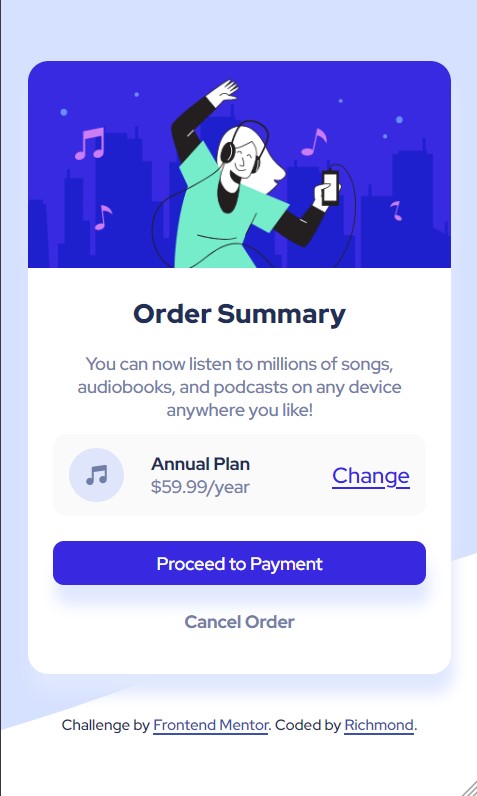 Order Summary
You can now listen to millions of songs,
audiobooks, and podcasts on any device
anywhere you like!
Annual Plan
$59.99/year
Change
Proceed to Payment
Cancel Order
Challenge by Frontend Mentor. Coded by Richmond.